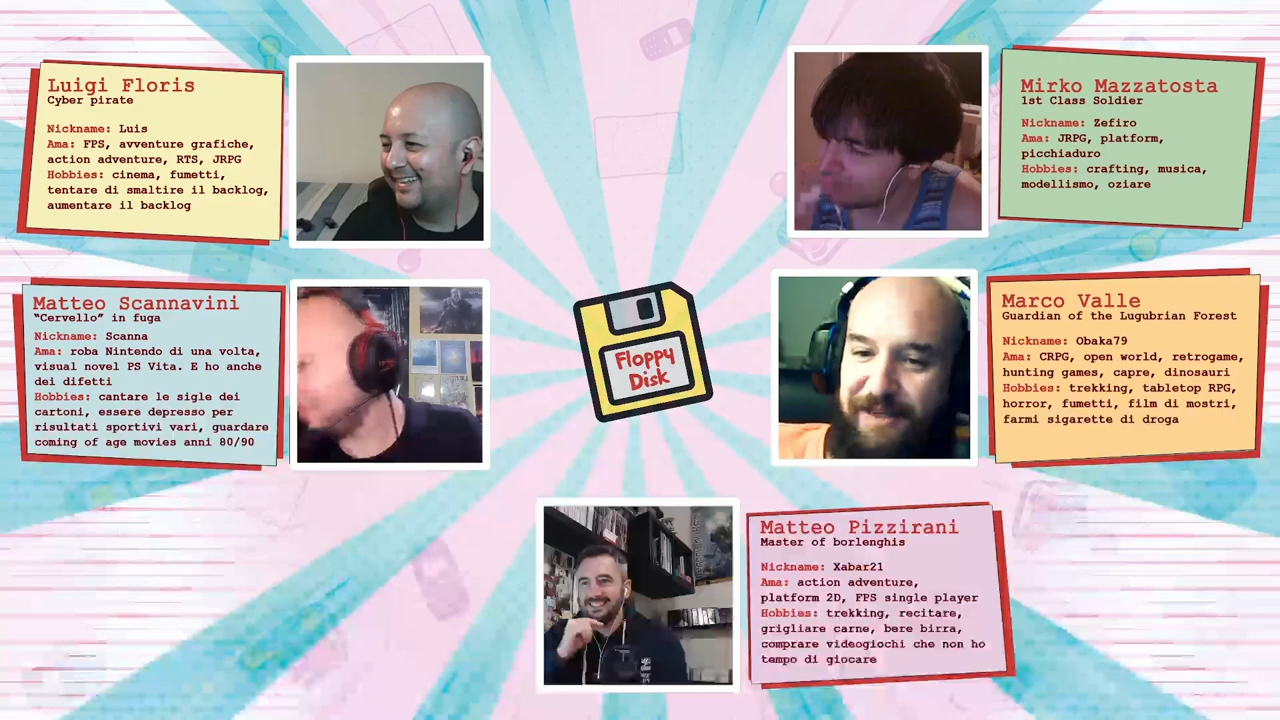 Luigi Floris
Cyber pirate
Nickname: Luis
Ama: FPS, avventure grafiche,
action adventure, RTS, JRPG
Hobbies: cinema, fumetti,
tentare di smaltire il backlog,
aumentare il backlog
Mirko Mazzatosta
1st Class Soldier
Nickname: Zefiro
Ama: JRPG, platform,
picchiaduro
Hobbies: crafting, musica,
modellismo, oziare
Matteo Scannavini
"Cervello" in fuga
Nickname: Scanna
Ama: roba Nintendo di una volta,
visual novel PS Vita. E ho anche
dei difetti
Hobbies: cantare le sigle dei
cartoni, essere depresso per
risultati sportivi vari, guardare
coming of age movies anni 80/90
Floppy
Disk
Marco Valle
Guardian of the Lugubrian Forest
Nickname: Obaka79
Ama: CRPG, open world, retrogame,
hunting games, capre, dinosauri
Hobbies: trekking, tabletop RPG,
horror, fumetti, film di mostri,
farmi sigarette di droga
Matteo Pizzirani
Master of borlenghis
Nickname: Xabar21
Ama: action adventure,
platform 2D, FPS single player
Hobbies: trekking, recitare,
grigliare carne, bere birra,
comprare videogiochi che non ho
tempo di giocare